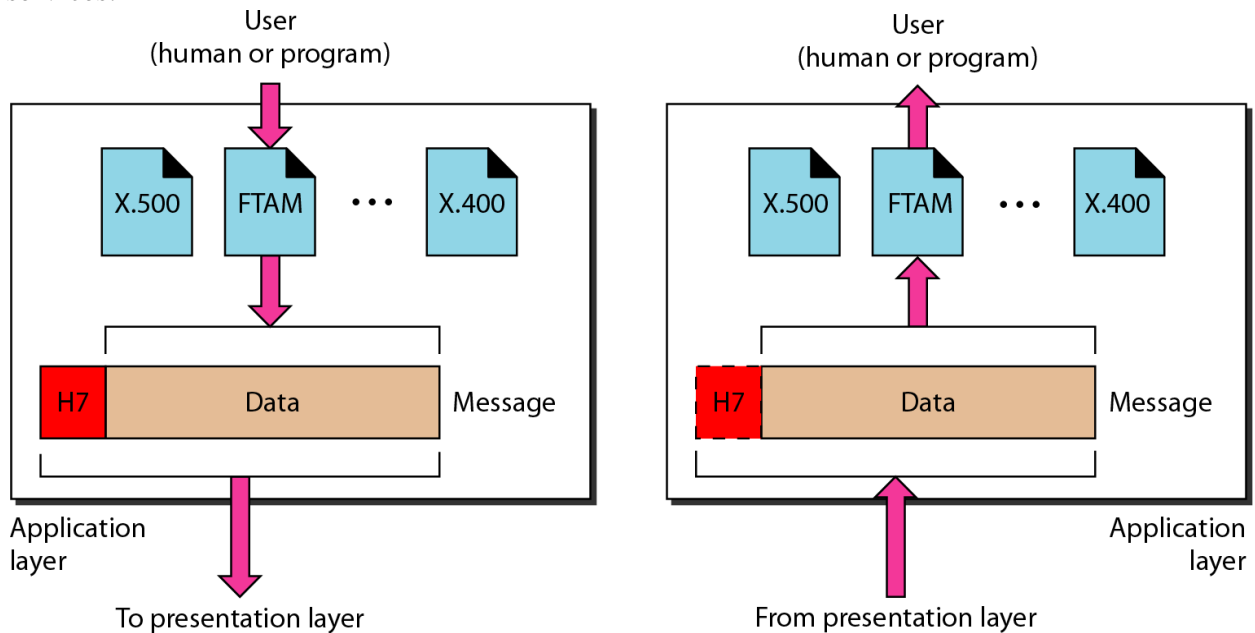 User
(human or program)
X.500
FTAM
...
X.400
H7
Data
Message
Application
layer
To presentation layer
User
(human or program)
X.500
FTAM
...
X.400
H7
Data
Message
Application
layer
From presentation layer